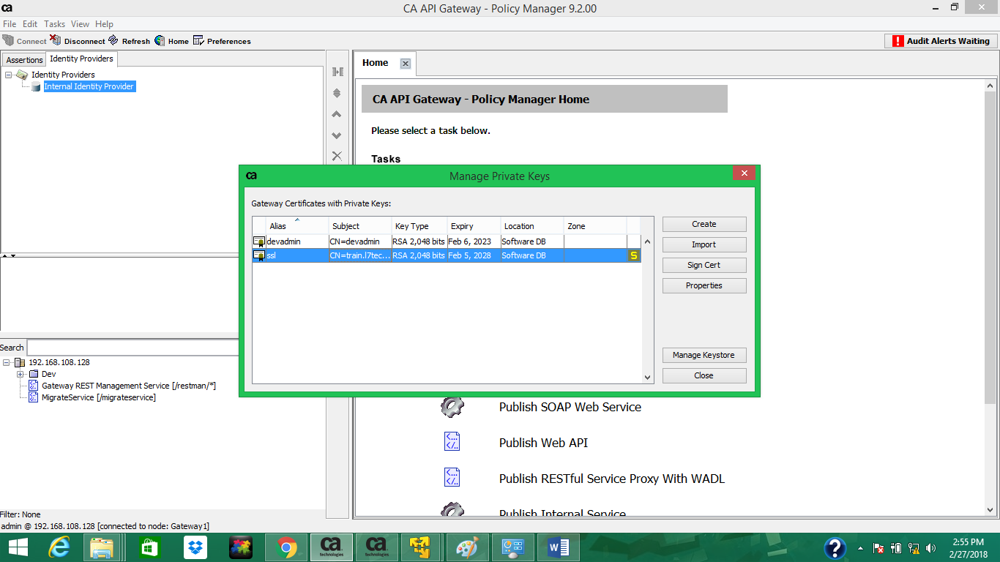 ca
CA API Gateway - Policy Manager 9.2.00
File Edit Tasks View Help
Connect Disconnect Refresh Home Preferences
! Audit Alerts Waiting
Assertions Identity Providers
Identity Providers
Internal Identity Provider
Home
CA API Gateway - Policy Manager Home
Please select a task below.
Tasks
ca
Manage Private Keys
Gateway Certificates with Private Keys:
Alias Subject Key Type Expiry Location Zone
devadmin CN=devadmin RSA 2,048 bits Feb 6, 2023 Software DB
ssl CN=train.l7tec... RSA 2,048 bits Feb 5, 2028 Software DB S
Create
Import
Sign Cert
Properties
Manage Keystore
Close
Search
192.168.108.128
Dev
Gateway REST Management Service [/restman/*]
MigrateService [/migrateservice]
Publish SOAP Web Service
Publish Web API
Publish RESTful Service Proxy With WADL
Publish Internal Service
Filter: None
admin @ 192.168.108.128 [connected to node: Gateway1]
ca technologies
ca technologies
W
?
2:55 PM
2/27/2018